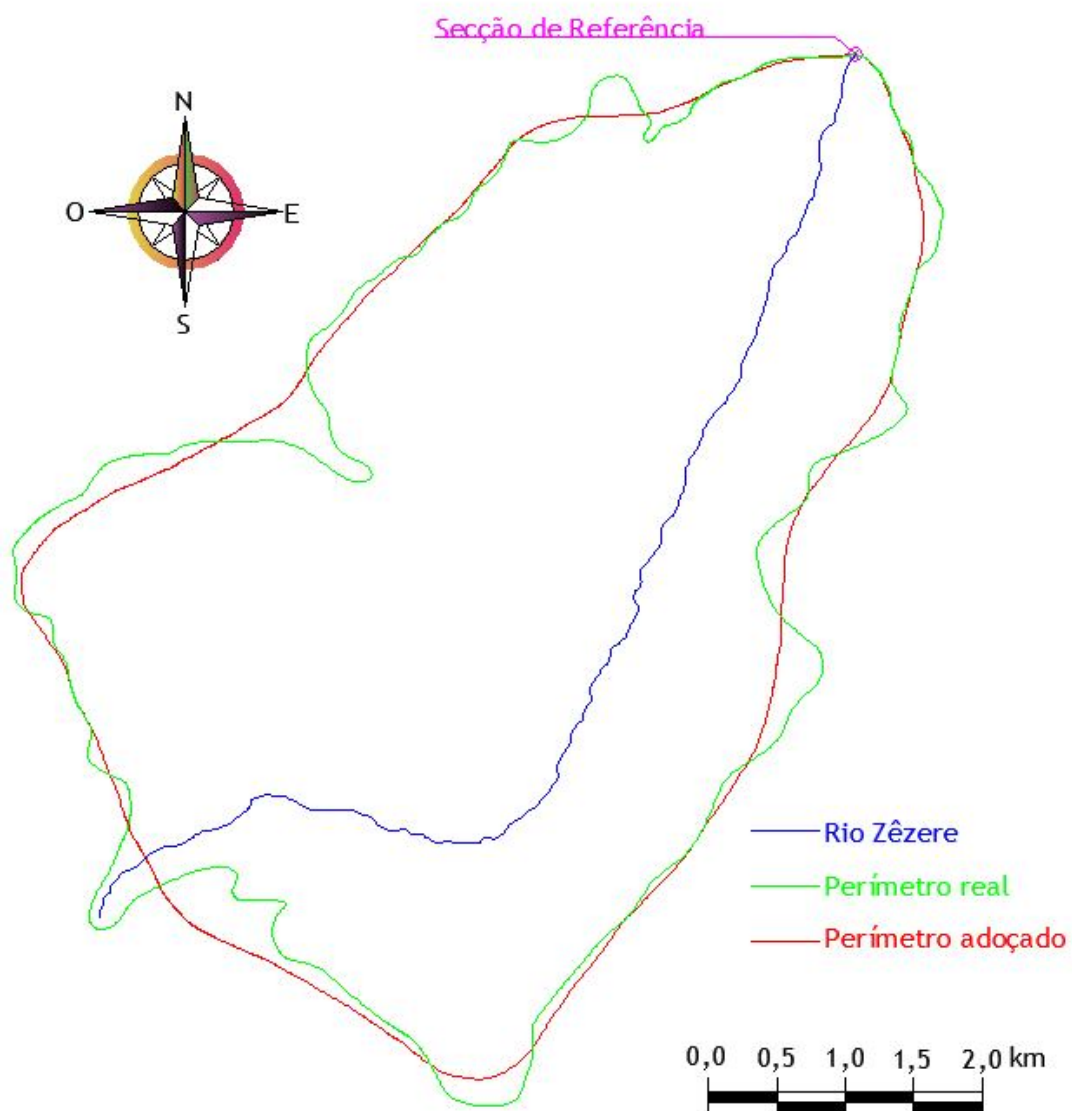 Secção de Referência
N
O
E
S
Rio Zêzere
Perímetro real
Perímetro adoçado
0,0 0,5 1,0 1,5 2,0 km